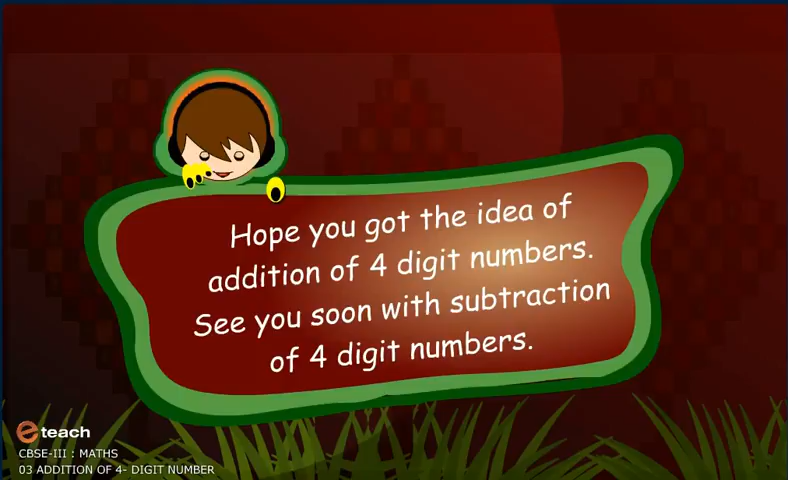 Hope you got the idea of
addition of 4 digit numbers.
See you soon with subtraction
of 4 digit numbers.
eteach
CBSE-III : MATHS
03 ADDITION OF 4- DIGIT NUMBER